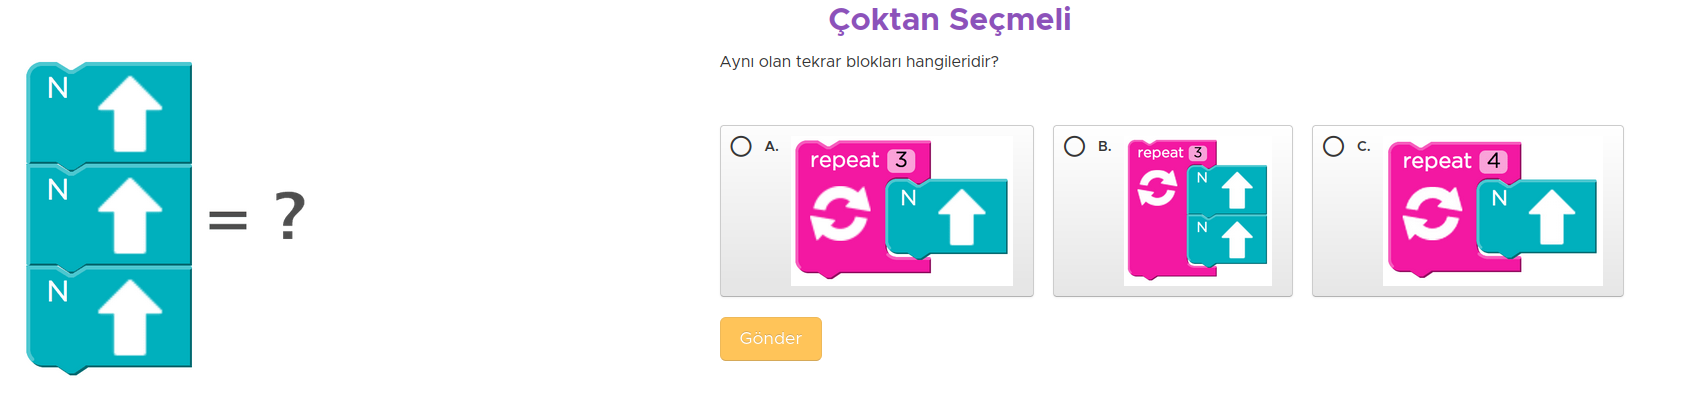 N
N
N
= ?
Çoktan Seçmeli
Aynı olan tekrar blokları hangileridir?
A.
repeat 3
N
B.
repeat 3
N
N
C.
repeat 4
N
Gönder